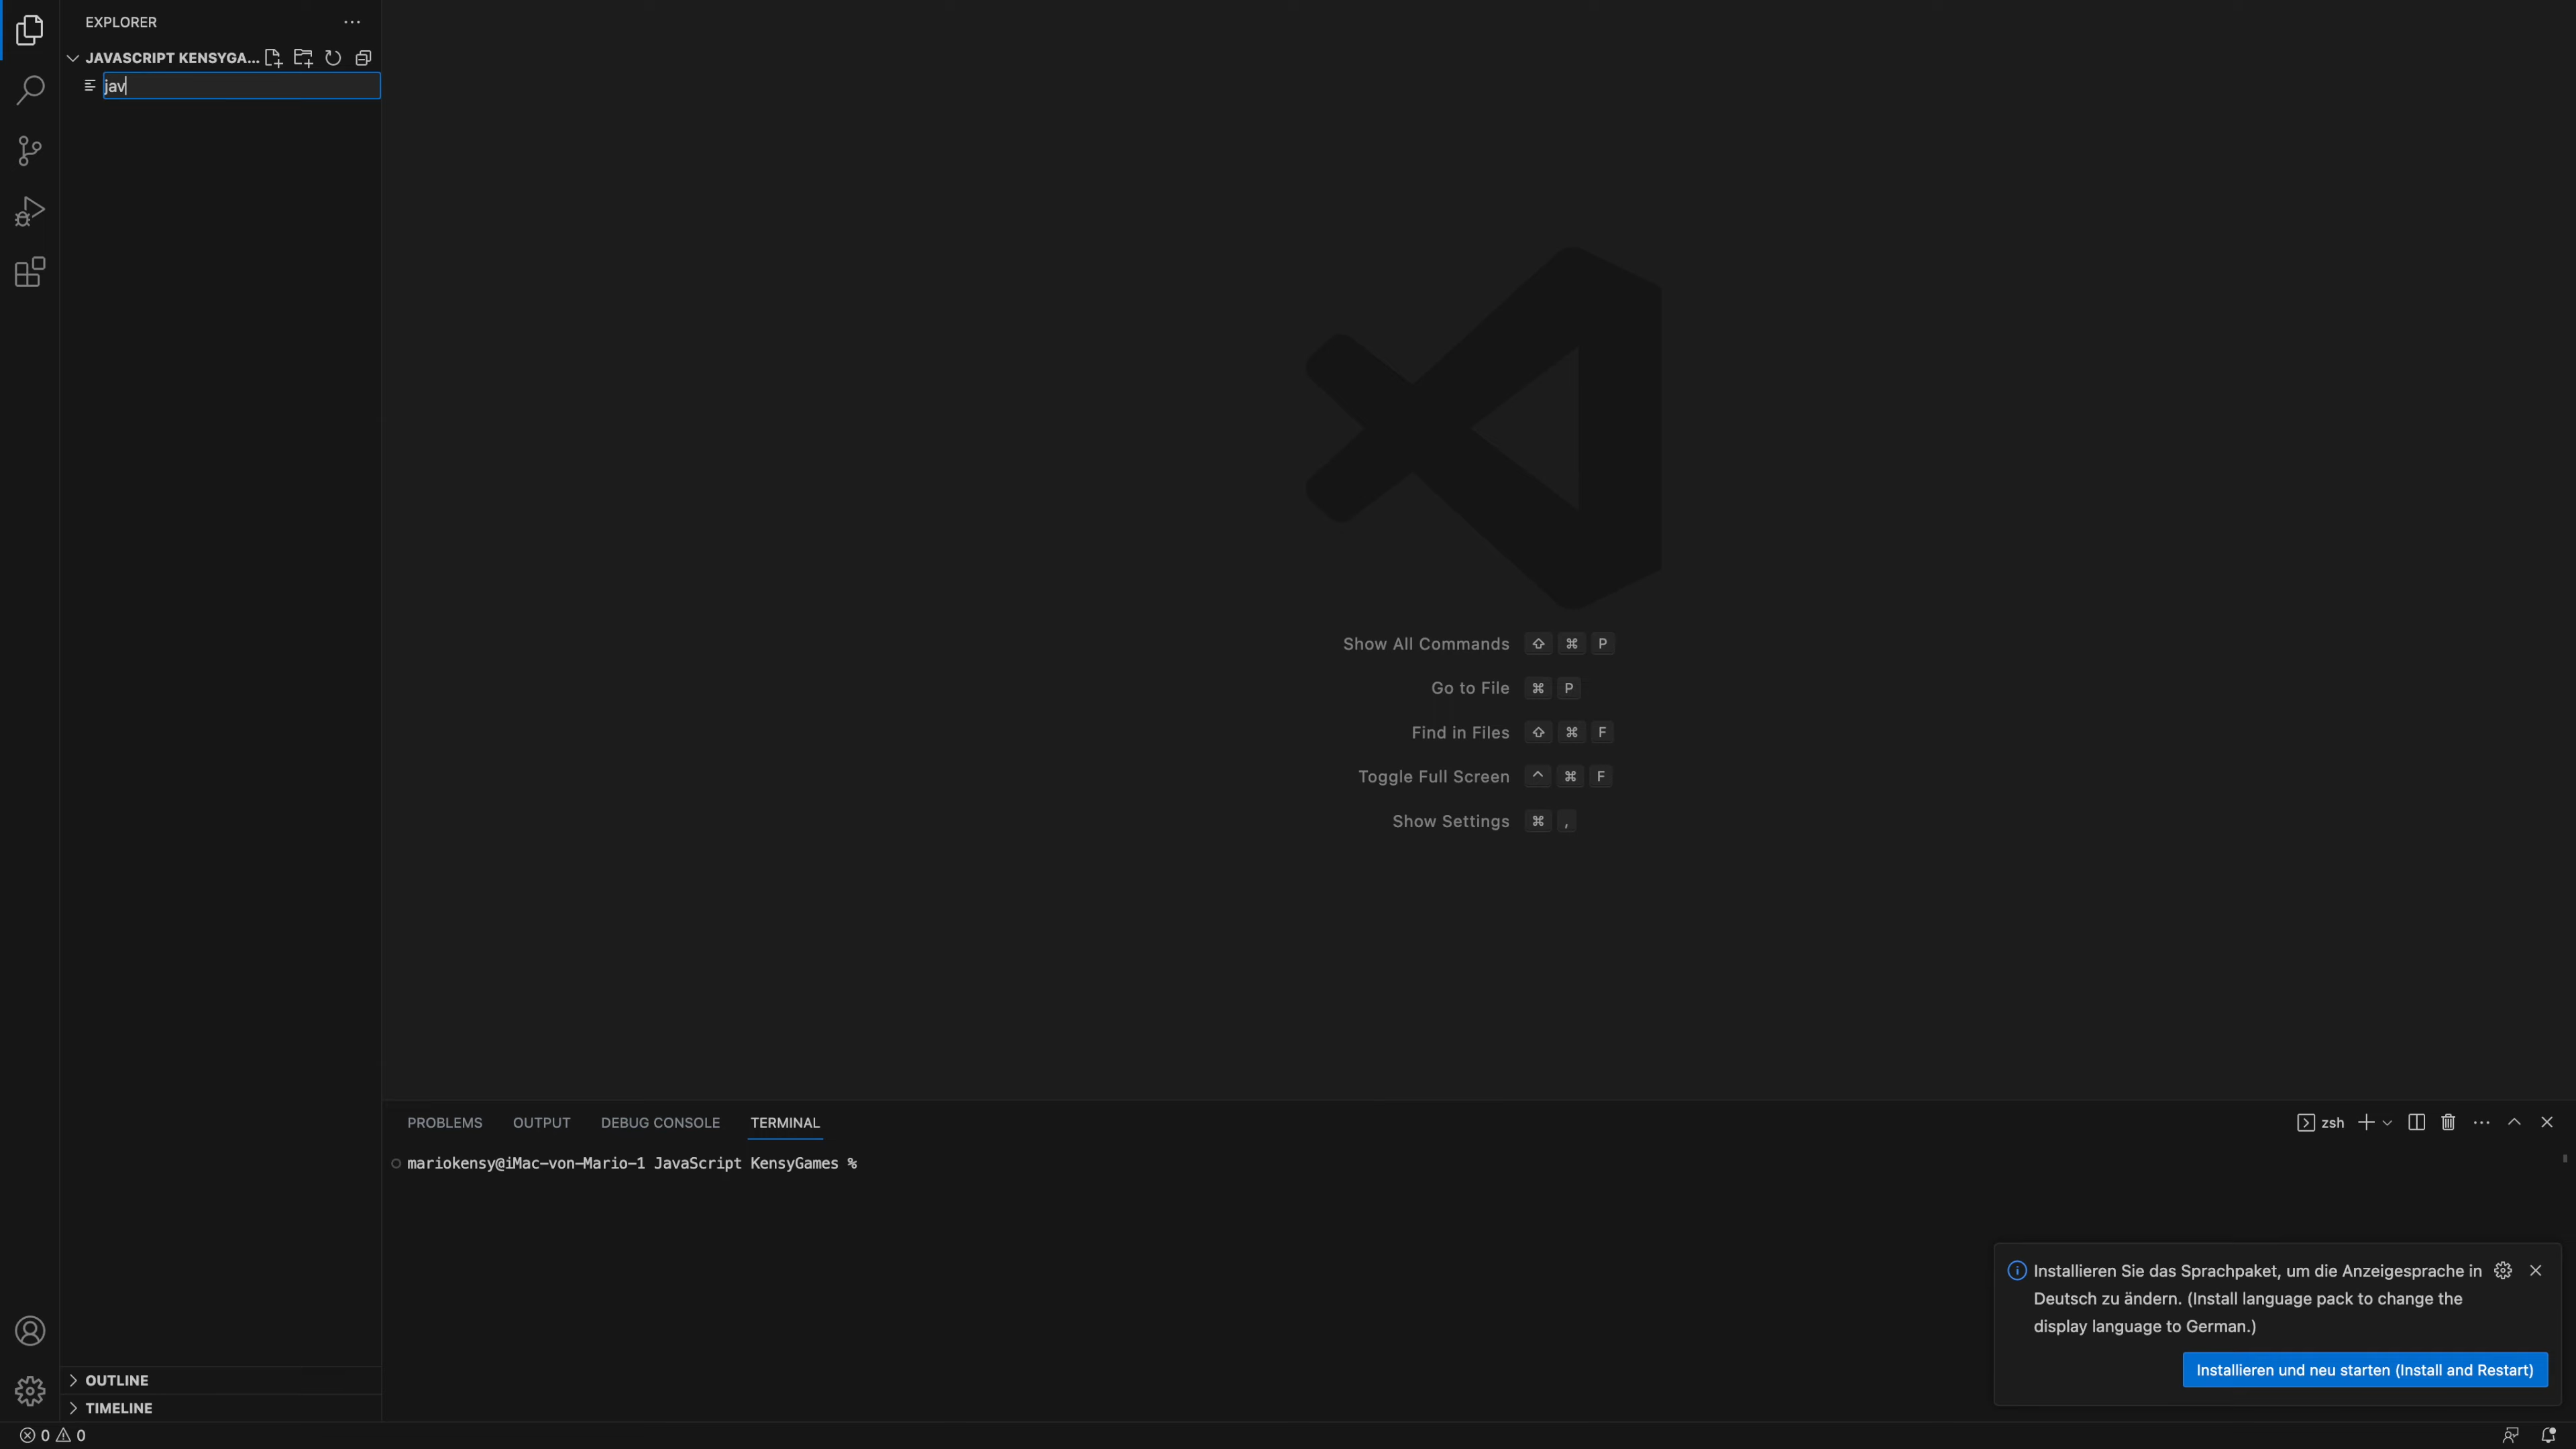 EXPLORER
JAVASCRIPT KENSYGA...
jav
Show All Commands ⇧ ⌘ P
Go to File ⌘ P
Find in Files ⇧ ⌘ F
Toggle Full Screen ^ ⌘ F
Show Settings ⌘ ,
PROBLEMS OUTPUT DEBUG CONSOLE TERMINAL
zsh
mariokensy@iMac-von-Mario-1 JavaScript KensyGames %
Installieren Sie das Sprachpaket, um die Anzeigesprache in
Deutsch zu ändern. (Install language pack to change the
display language to German.)
Installieren und neu starten (Install and Restart)
OUTLINE
TIMELINE
0 0